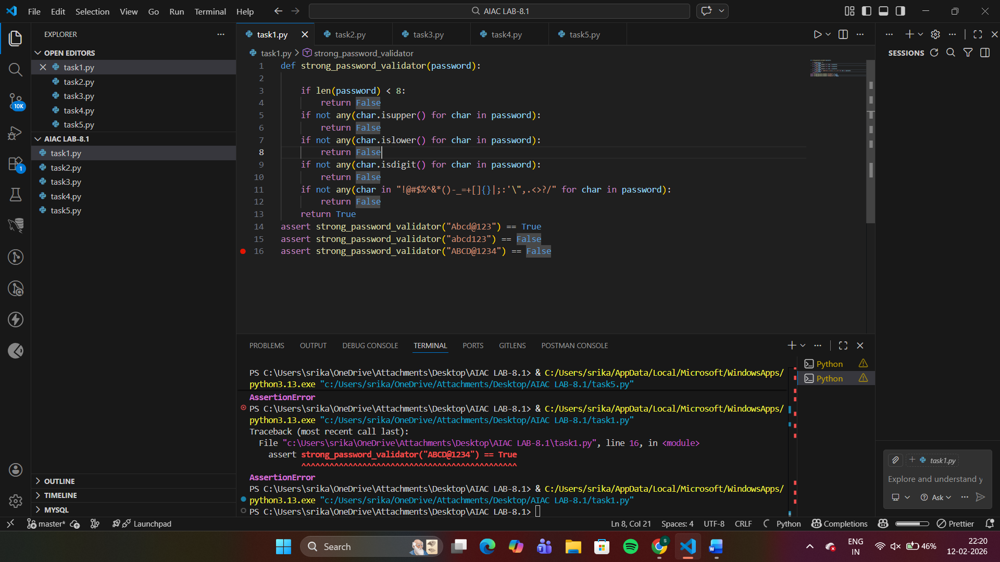 File Edit Selection View Go Run Terminal Help
AIAC LAB-8.1
EXPLORER
OPEN EDITORS
task1.py
task2.py
task3.py
task4.py
task5.py
AIAC LAB-8.1
task1.py
task2.py
task3.py
task4.py
task5.py
OUTLINE
TIMELINE
MYSQL
10K
1
task1.py task2.py task3.py task4.py task5.py
task1.py > strong_password_validator
1 def strong_password_validator(password):
2
3 if len(password) < 8:
4 return False
5 if not any(char.isupper() for char in password):
6 return False
7 if not any(char.islower() for char in password):
8 return False
9 if not any(char.isdigit() for char in password):
10 return False
11 if not any(char in "!@#$%^&*()-_=+[]{}|;:'\",.<>?/" for char in password):
12 return False
13 return True
14 assert strong_password_validator("Abcd@123") == True
15 assert strong_password_validator("abcd123") == False
16 assert strong_password_validator("ABCD@1234") == False
PROBLEMS OUTPUT DEBUG CONSOLE TERMINAL PORTS GITLENS POSTMAN CONSOLE
PS C:\Users\srika\OneDrive\Attachments\Desktop\AIAC LAB-8.1> & C:/Users/srika/AppData/Local/Microsoft/WindowsApps/
python3.13.exe "c:/Users/srika/OneDrive/Attachments/Desktop/AIAC LAB-8.1/task5.py"
AssertionError
PS C:\Users\srika\OneDrive\Attachments\Desktop\AIAC LAB-8.1> & C:/Users/srika/AppData/Local/Microsoft/WindowsApps/
python3.13.exe "c:/Users/srika/OneDrive/Attachments/Desktop/AIAC LAB-8.1/task1.py"
Traceback (most recent call last):
File "c:\Users\srika\OneDrive\Attachments\Desktop\AIAC LAB-8.1\task1.py", line 16, in <module>
assert strong_password_validator("ABCD@1234") == True
^^^^^^^^^^^^^^^^^^^^^^^^^^^^^^^^^^^^^^^^^^^^^^
AssertionError
PS C:\Users\srika\OneDrive\Attachments\Desktop\AIAC LAB-8.1> & C:/Users/srika/AppData/Local/Microsoft/WindowsApps/
python3.13.exe "c:/Users/srika/OneDrive/Attachments/Desktop/AIAC LAB-8.1/task1.py"
PS C:\Users\srika\OneDrive\Attachments\Desktop\AIAC LAB-8.1>
Python
Python
SESSIONS
task1.py
Explore and understand y
Ask
master* Launchpad
Ln 8, Col 21 Spaces: 4 UTF-8 CRLF Python Completions Prettier
Search
ENG
IN
46%
22:20
12-02-2026